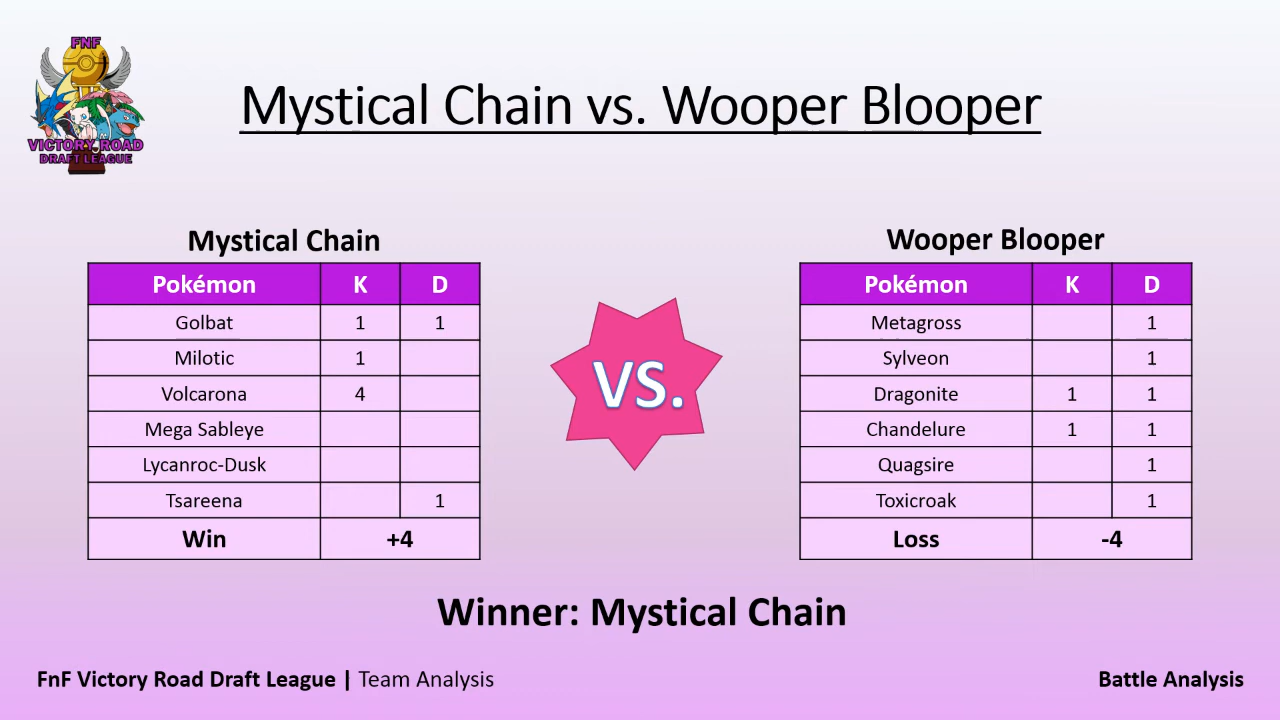 FNF
VICTORY ROAD
DRAFT LEAGUE
Mystical Chain vs. Wooper Blooper
Mystical Chain
Pokémon K D
Golbat 1 1
Milotic 1
Volcarona 4
Mega Sableye
Lycanroc-Dusk
Tsareena 1
Win +4
VS.
Wooper Blooper
Pokémon K D
Metagross 1
Sylveon 1
Dragonite 1 1
Chandelure 1 1
Quagsire 1
Toxicroak 1
Loss -4
Winner: Mystical Chain
FnF Victory Road Draft League | Team Analysis
Battle Analysis